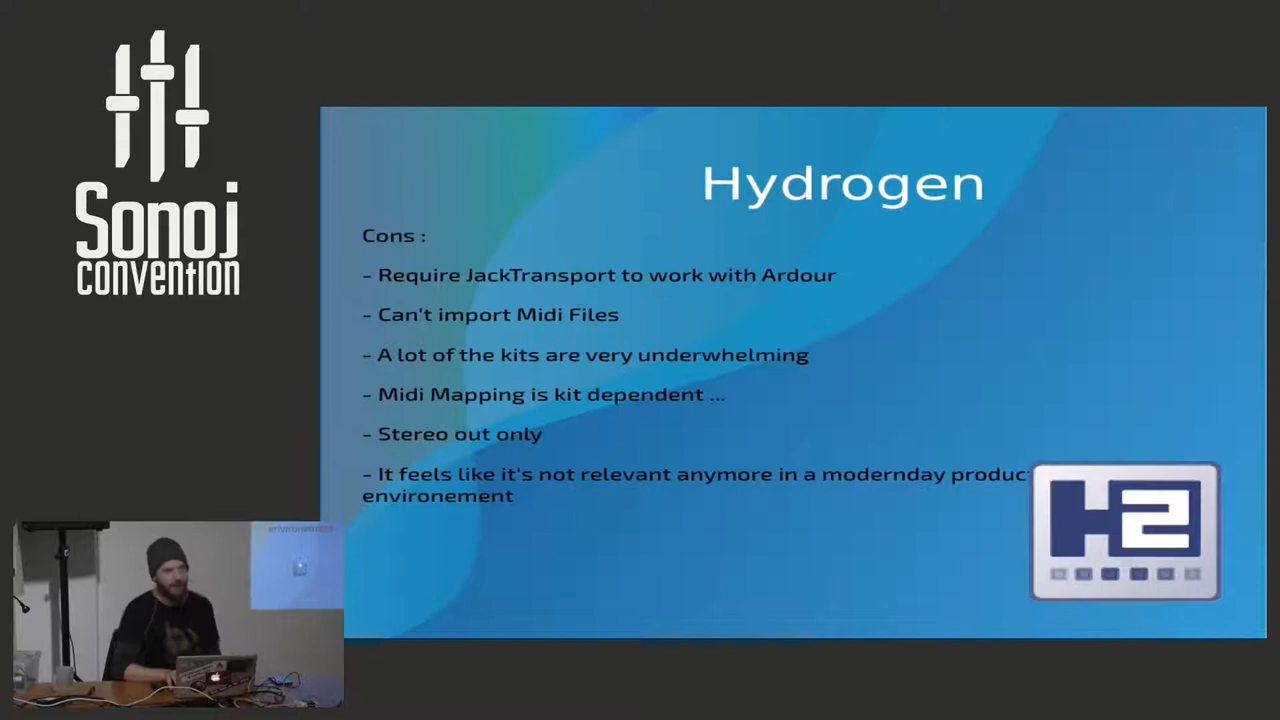 Sonoj
convention
Hydrogen
Cons :
- Require JackTransport to work with Ardour
- Can't import Midi Files
- A lot of the kits are very underwhelming
- Midi Mapping is kit dependent ...
- Stereo out only
- It feels like it's not relevant anymore in a modernday produc
environement
H2
environement